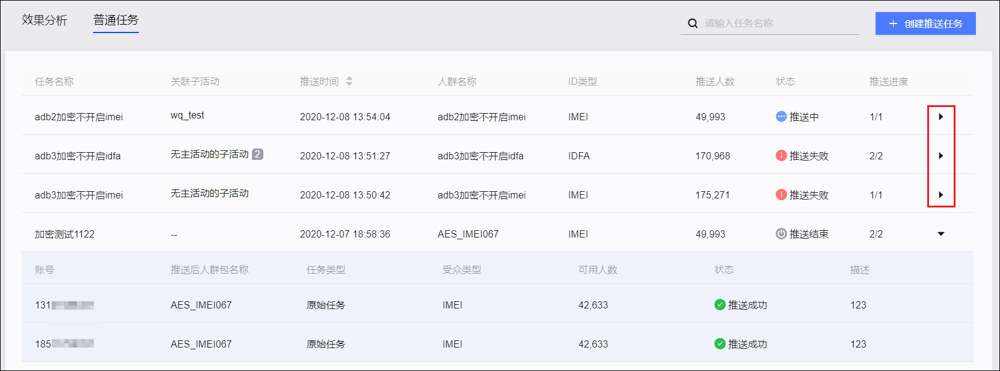 效果分析 普通任务 请输入任务名称 + 创建推送任务
任务名称 关联子活动 推送时间 人群名称 ID类型 推送人数 状态 推送进度
adb2加密不开启imei wq_test 2020-12-08 13:54:04 adb2加密不开启imei IMEI 49,993 推送中 1/1
adb3加密不开启idfa 无主活动的子活动 2 2020-12-08 13:51:27 adb3加密不开启idfa IDFA 170,968 推送失败 2/2
adb3加密不开启imei 无主活动的子活动 2020-12-08 13:50:42 adb3加密不开启imei IMEI 175,271 推送失败 1/1
加密测试1122 -- 2020-12-07 18:58:36 AES_IMEI067 IMEI 49,993 推送结束 2/2
账号 推送后人群包名称 任务类型 受众类型 可用人数 状态 描述
131 AES_IMEI067 原始任务 IMEI 42,633 推送成功 123
185 AES_IMEI067 原始任务 IMEI 42,633 推送成功 123